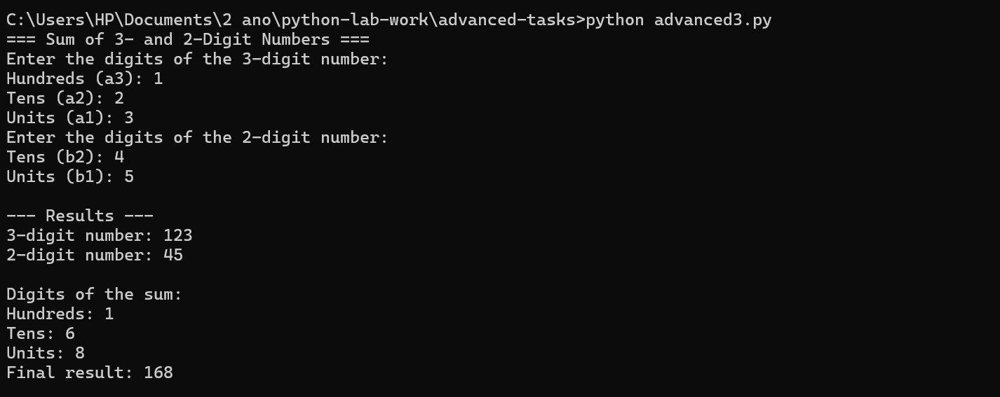 C:\Users\HP\Documents\2 ano\python-lab-work\advanced-tasks>python advanced3.py
=== Sum of 3- and 2-Digit Numbers ===
Enter the digits of the 3-digit number:
Hundreds (a3): 1
Tens (a2): 2
Units (a1): 3
Enter the digits of the 2-digit number:
Tens (b2): 4
Units (b1): 5
--- Results ---
3-digit number: 123
2-digit number: 45
Digits of the sum:
Hundreds: 1
Tens: 6
Units: 8
Final result: 168